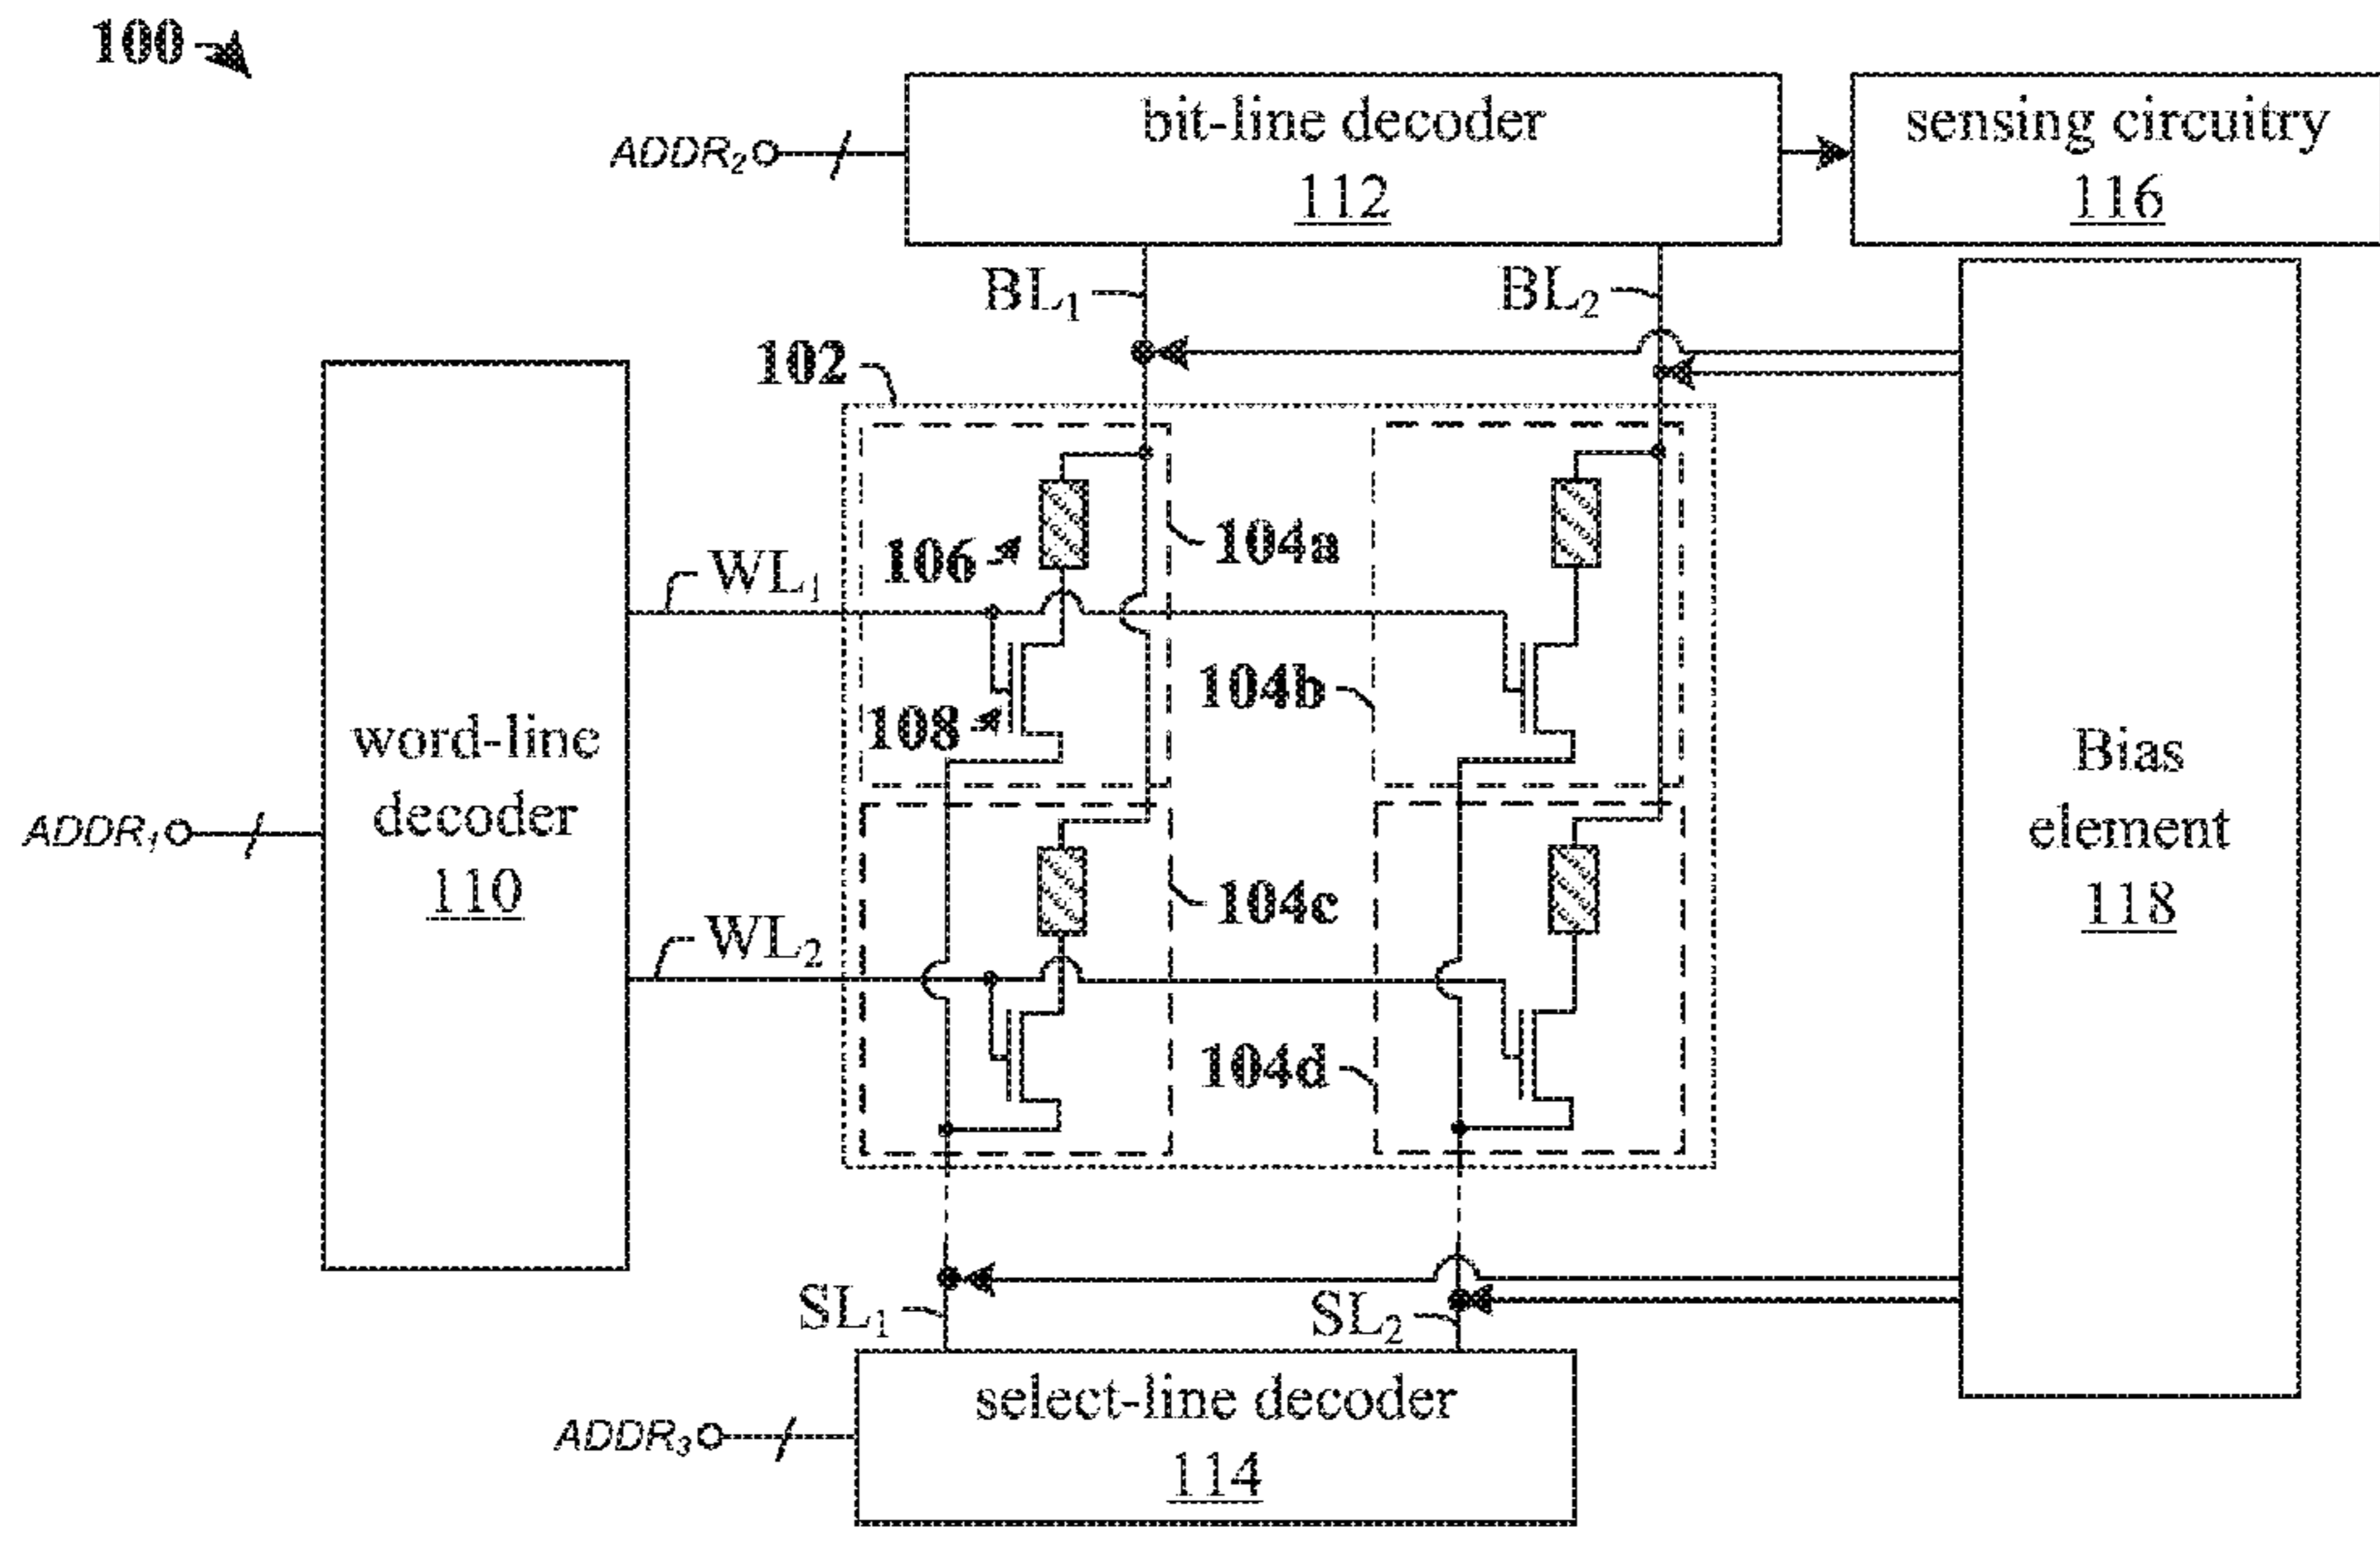 100
bit-line decoder
112
sensing circuitry
116
ADDR₂
BL₁
BL₂
102
106
104a
WL₁
104b
108
word-line
decoder
110
ADDR₁
Bias
element
118
104c
WL₂
104d
SL₁
SL₂
select-line decoder
114
ADDR₃